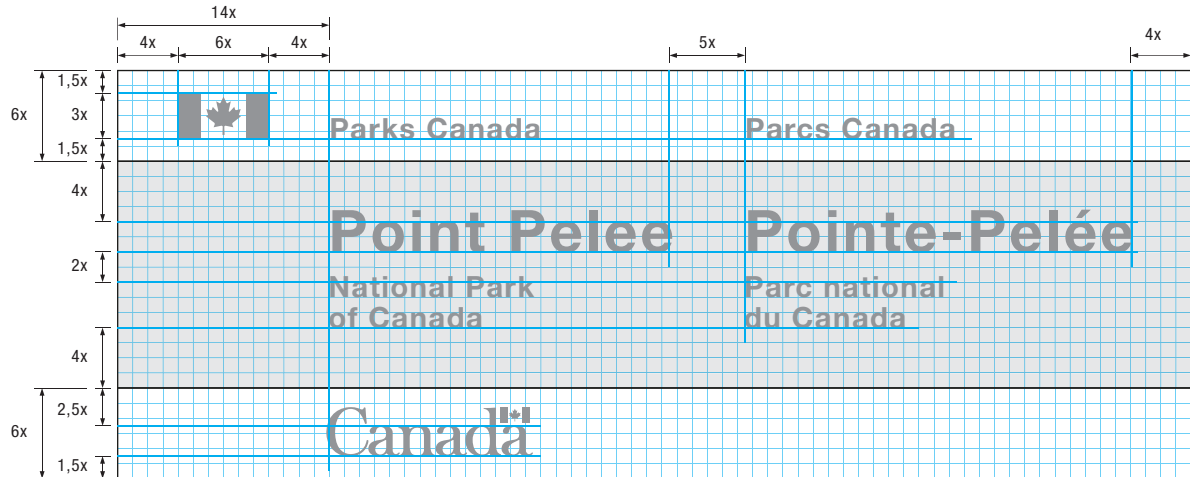 14x
4x 6x 4x 5x 4x
1,5x
6x 3x Parks Canada Parcs Canada
1,5x
4x
Point Pelee Pointe-Pelée
2x
National Park Parc national
of Canada du Canada
4x
2,5x
6x Canada
1,5x